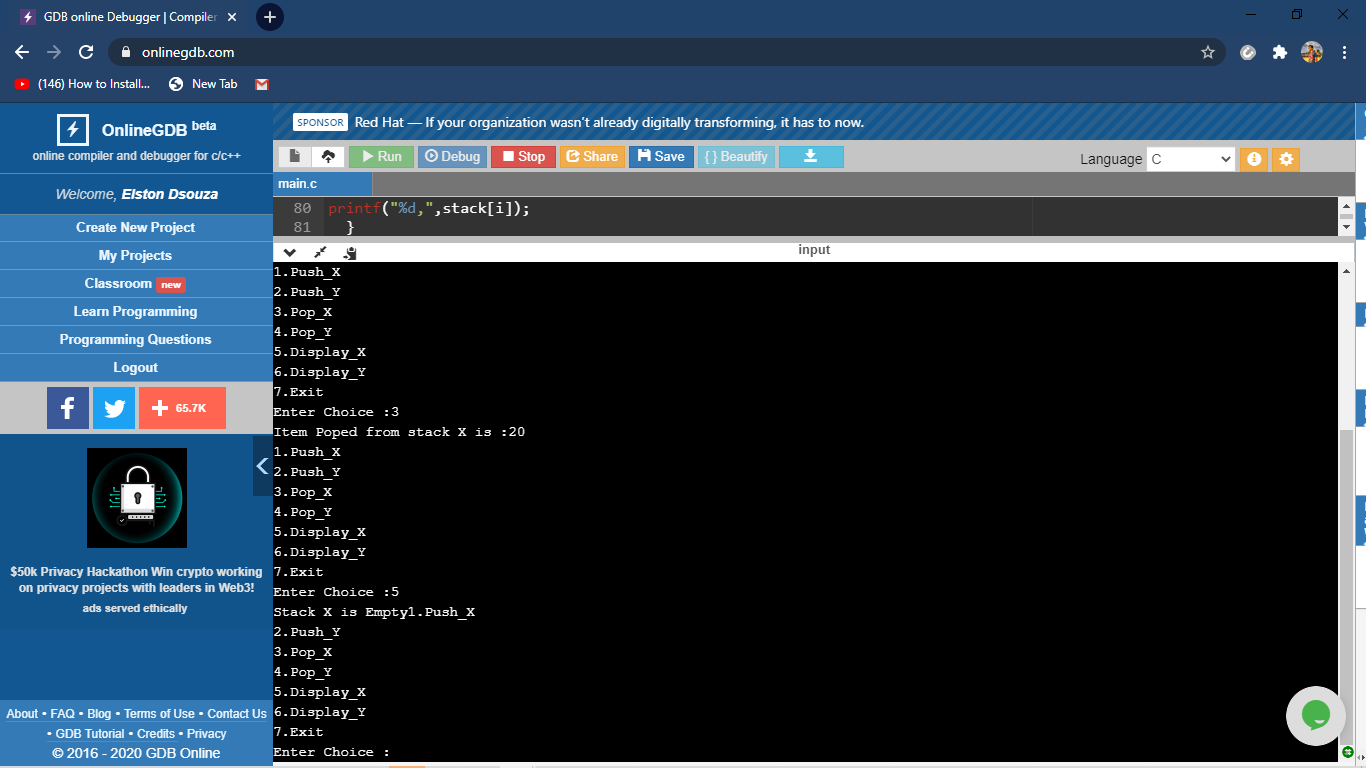 GDB online Debugger | Compiler
onlinegdb.com
(146) How to Install...
New Tab
OnlineGDB beta
online compiler and debugger for c/c++
Welcome, Elston Dsouza
Create New Project
My Projects
Classroom new
Learn Programming
Programming Questions
Logout
65.7K
$50k Privacy Hackathon Win crypto working
on privacy projects with leaders in Web3!
ads served ethically
About • FAQ • Blog • Terms of Use • Contact Us
• GDB Tutorial • Credits • Privacy
© 2016 - 2020 GDB Online
SPONSOR Red Hat — If your organization wasn't already digitally transforming, it has to now.
Run Debug Stop Share Save { } Beautify
Language C
main.c
80 printf("%d,",stack[i]);
81 }
input
1.Push_X
2.Push_Y
3.Pop_X
4.Pop_Y
5.Display_X
6.Display_Y
7.Exit
Enter Choice :3
Item Poped from stack X is :20
1.Push_X
2.Push_Y
3.Pop_X
4.Pop_Y
5.Display_X
6.Display_Y
7.Exit
Enter Choice :5
Stack X is Empty1.Push_X
2.Push_Y
3.Pop_X
4.Pop_Y
5.Display_X
6.Display_Y
7.Exit
Enter Choice :